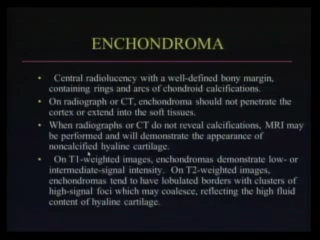 ENCHONDROMA
• Central radiolucency with a well-defined bony margin,
containing rings and arcs of chondroid calcifications.
• On radiograph or CT, enchondroma should not penetrate the
cortex or extend into the soft tissues.
• When radiographs or CT do not reveal calcifications, MRI may
be performed and will demonstrate the appearance of
noncalcified hyaline cartilage.
• On T1-weighted images, enchondromas demonstrate low- or
intermediate-signal intensity. On T2-weighted images,
enchondromas tend to have lobulated borders with clusters of
high-signal foci which may coalesce, reflecting the high fluid
content of hyaline cartilage.